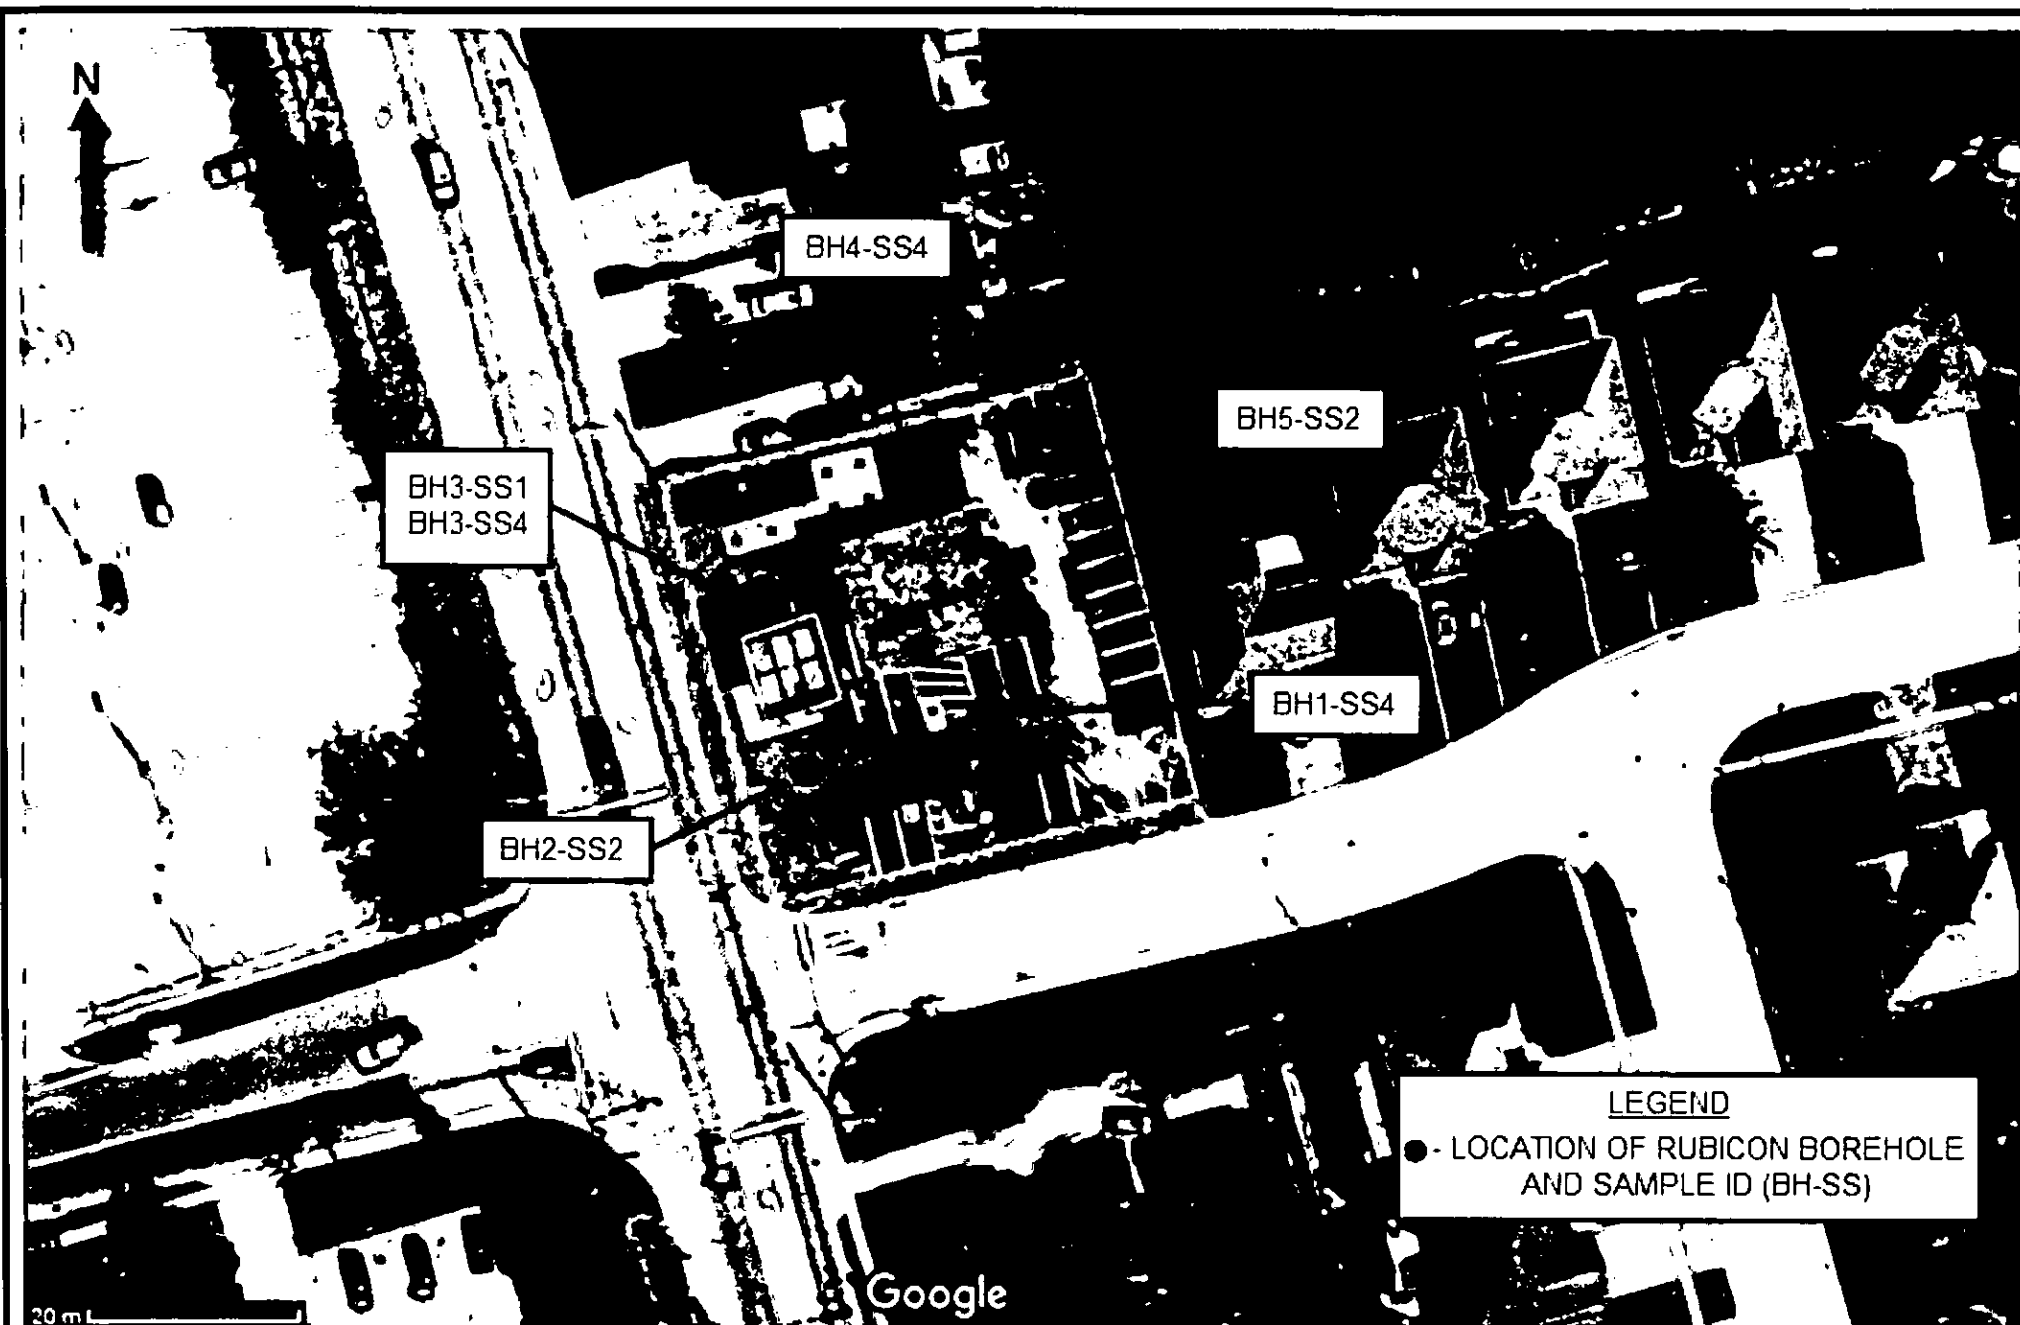 N
BH4-SS4
BH5-SS2
BH3-SS1
BH3-SS4
BH1-SS4
BH2-SS2
LEGEND
- LOCATION OF RUBICON BOREHOLE
AND SAMPLE ID (BH-SS)
Google
20 m